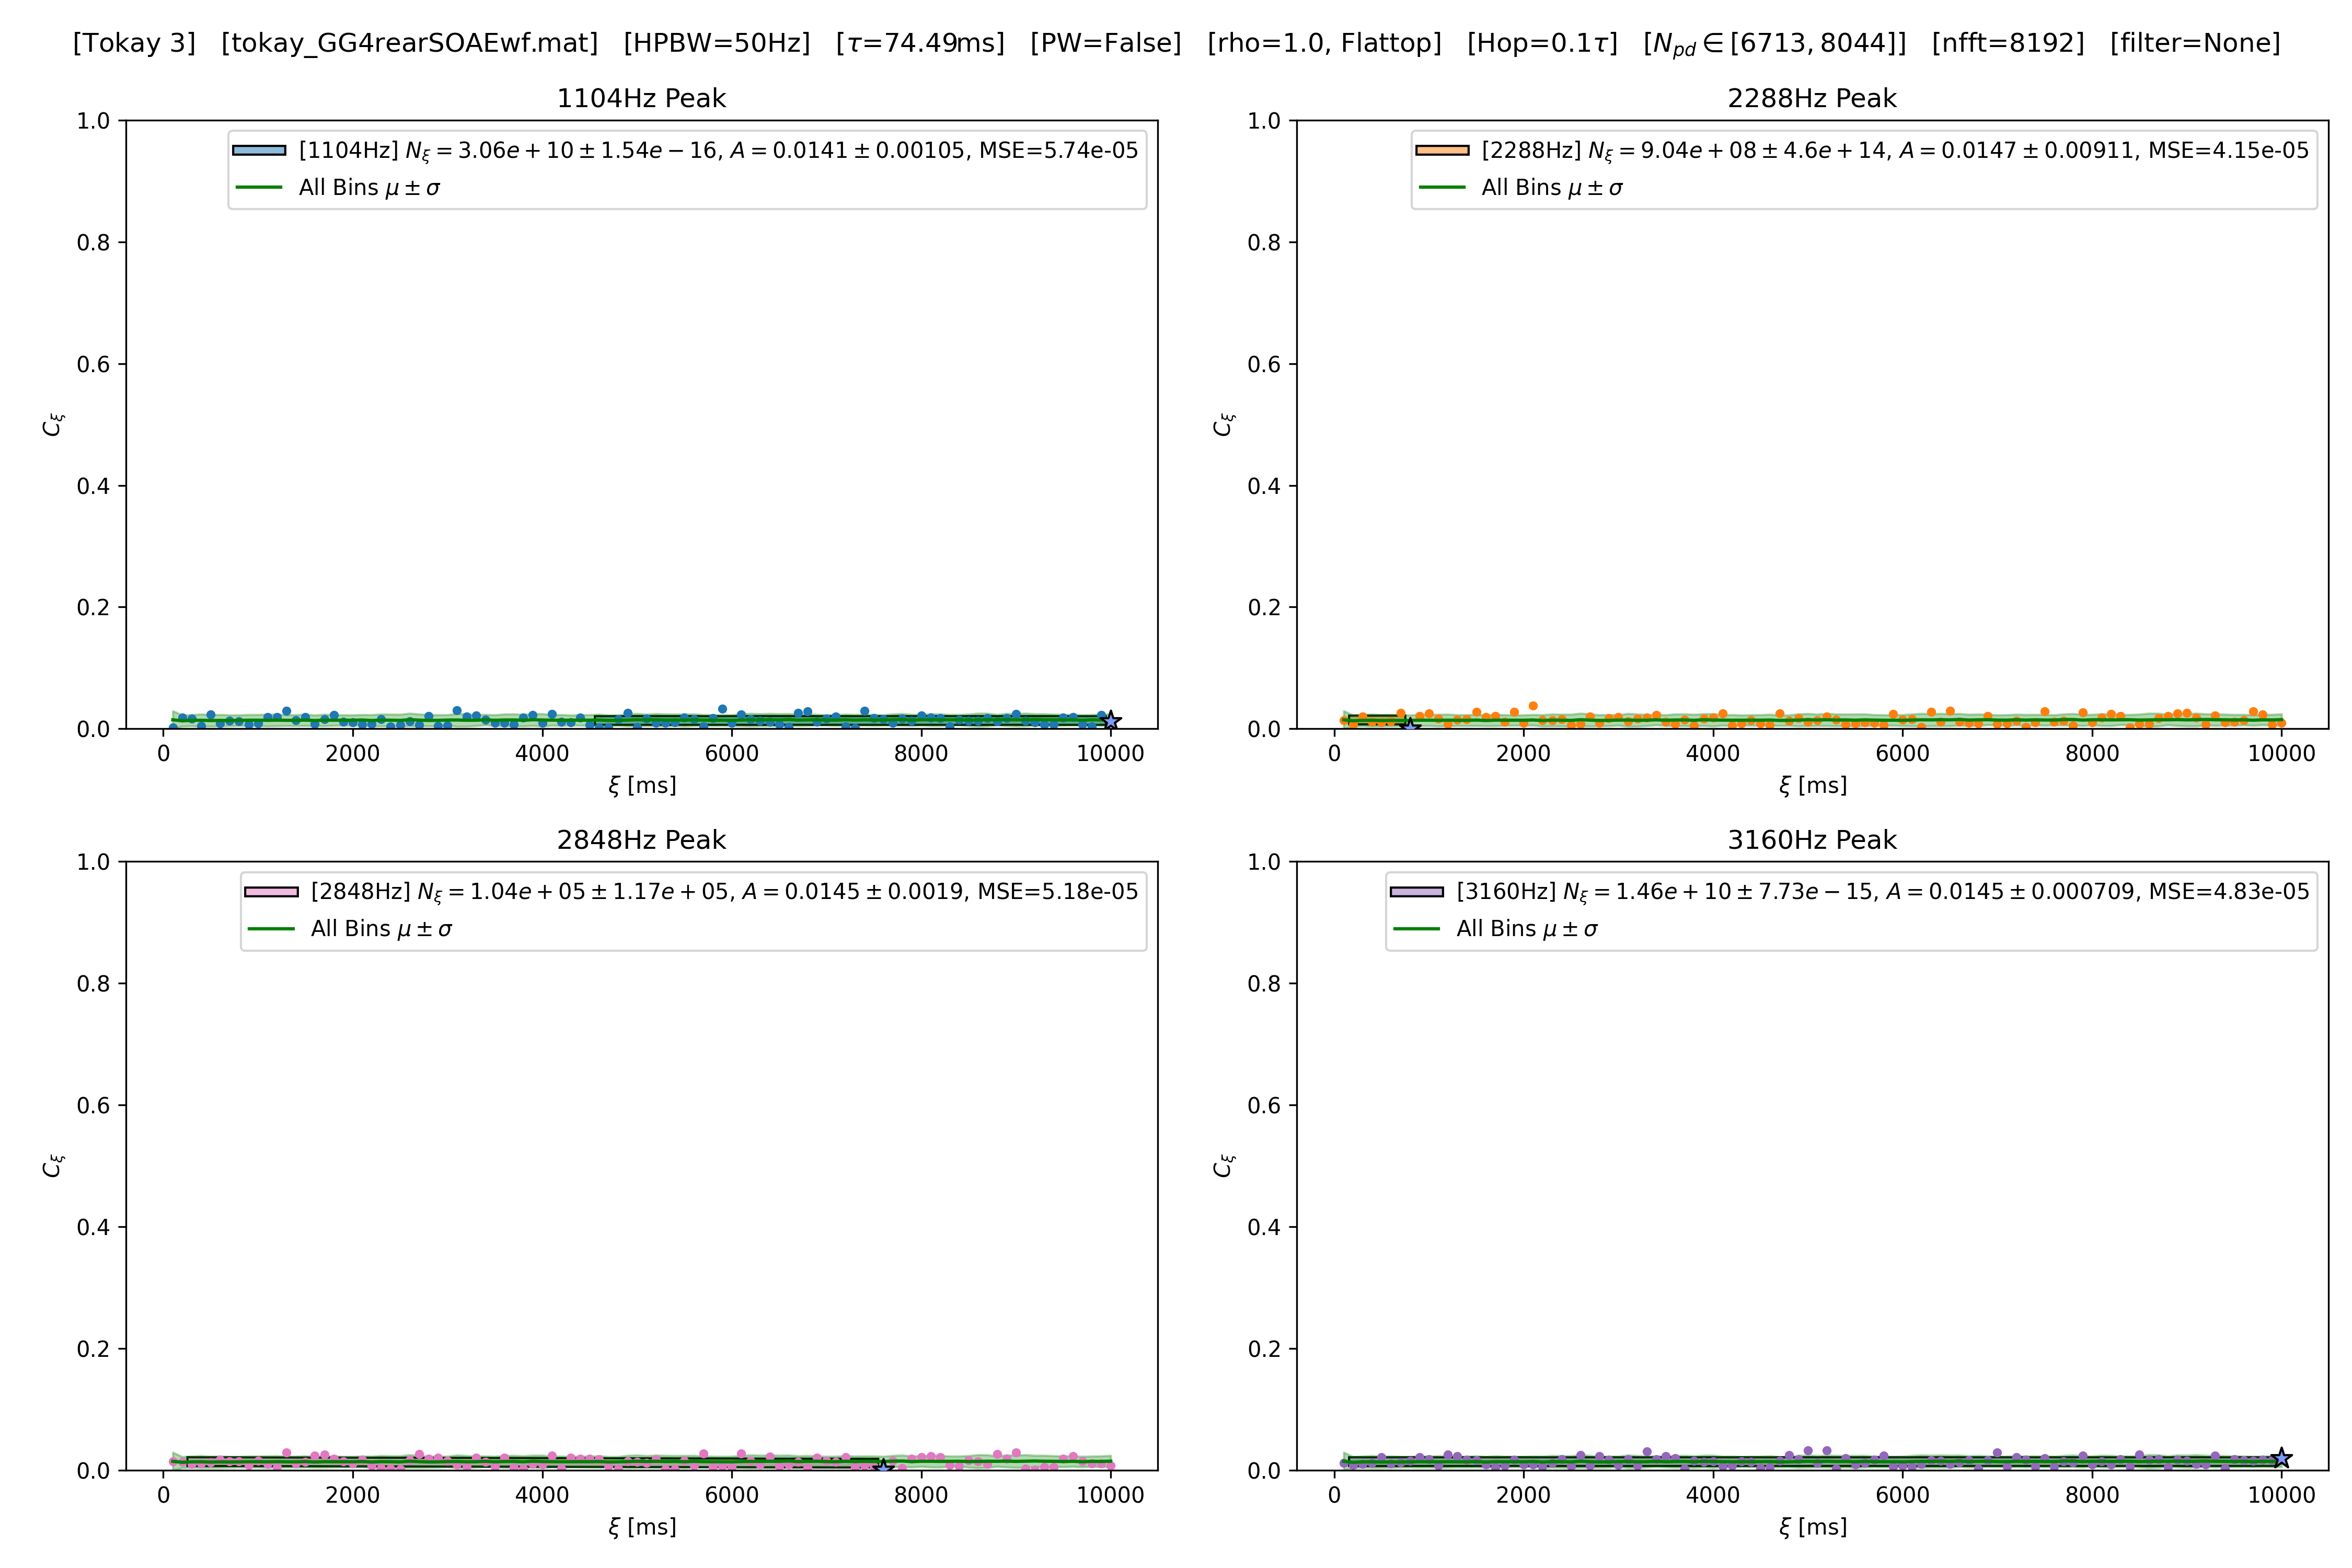 [Tokay 3] [tokay_GG4rearSOAEwf.mat] [HPBW=50Hz] [τ=74.49ms] [PW=False] [rho=1.0, Flattop] [Hop=0.1τ] [N_pd ∈ [6713, 8044]] [nfft=8192] [filter=None]
1104Hz Peak
[1104Hz] N_ξ = 3.06e + 10 ± 1.54e − 16, A = 0.0141 ± 0.00105, MSE=5.74e-05
All Bins μ ± σ
1.0
0.8
0.6
0.4
0.2
0.0
C_ξ
0 2000 4000 6000 8000 10000
ξ [ms]
2288Hz Peak
[2288Hz] N_ξ = 9.04e + 08 ± 4.6e + 14, A = 0.0147 ± 0.00911, MSE=4.15e-05
All Bins μ ± σ
1.0
0.8
0.6
0.4
0.2
0.0
C_ξ
0 2000 4000 6000 8000 10000
ξ [ms]
2848Hz Peak
[2848Hz] N_ξ = 1.04e + 05 ± 1.17e + 05, A = 0.0145 ± 0.0019, MSE=5.18e-05
All Bins μ ± σ
1.0
0.8
0.6
0.4
0.2
0.0
C_ξ
0 2000 4000 6000 8000 10000
ξ [ms]
3160Hz Peak
[3160Hz] N_ξ = 1.46e + 10 ± 7.73e − 15, A = 0.0145 ± 0.000709, MSE=4.83e-05
All Bins μ ± σ
1.0
0.8
0.6
0.4
0.2
0.0
C_ξ
0 2000 4000 6000 8000 10000
ξ [ms]